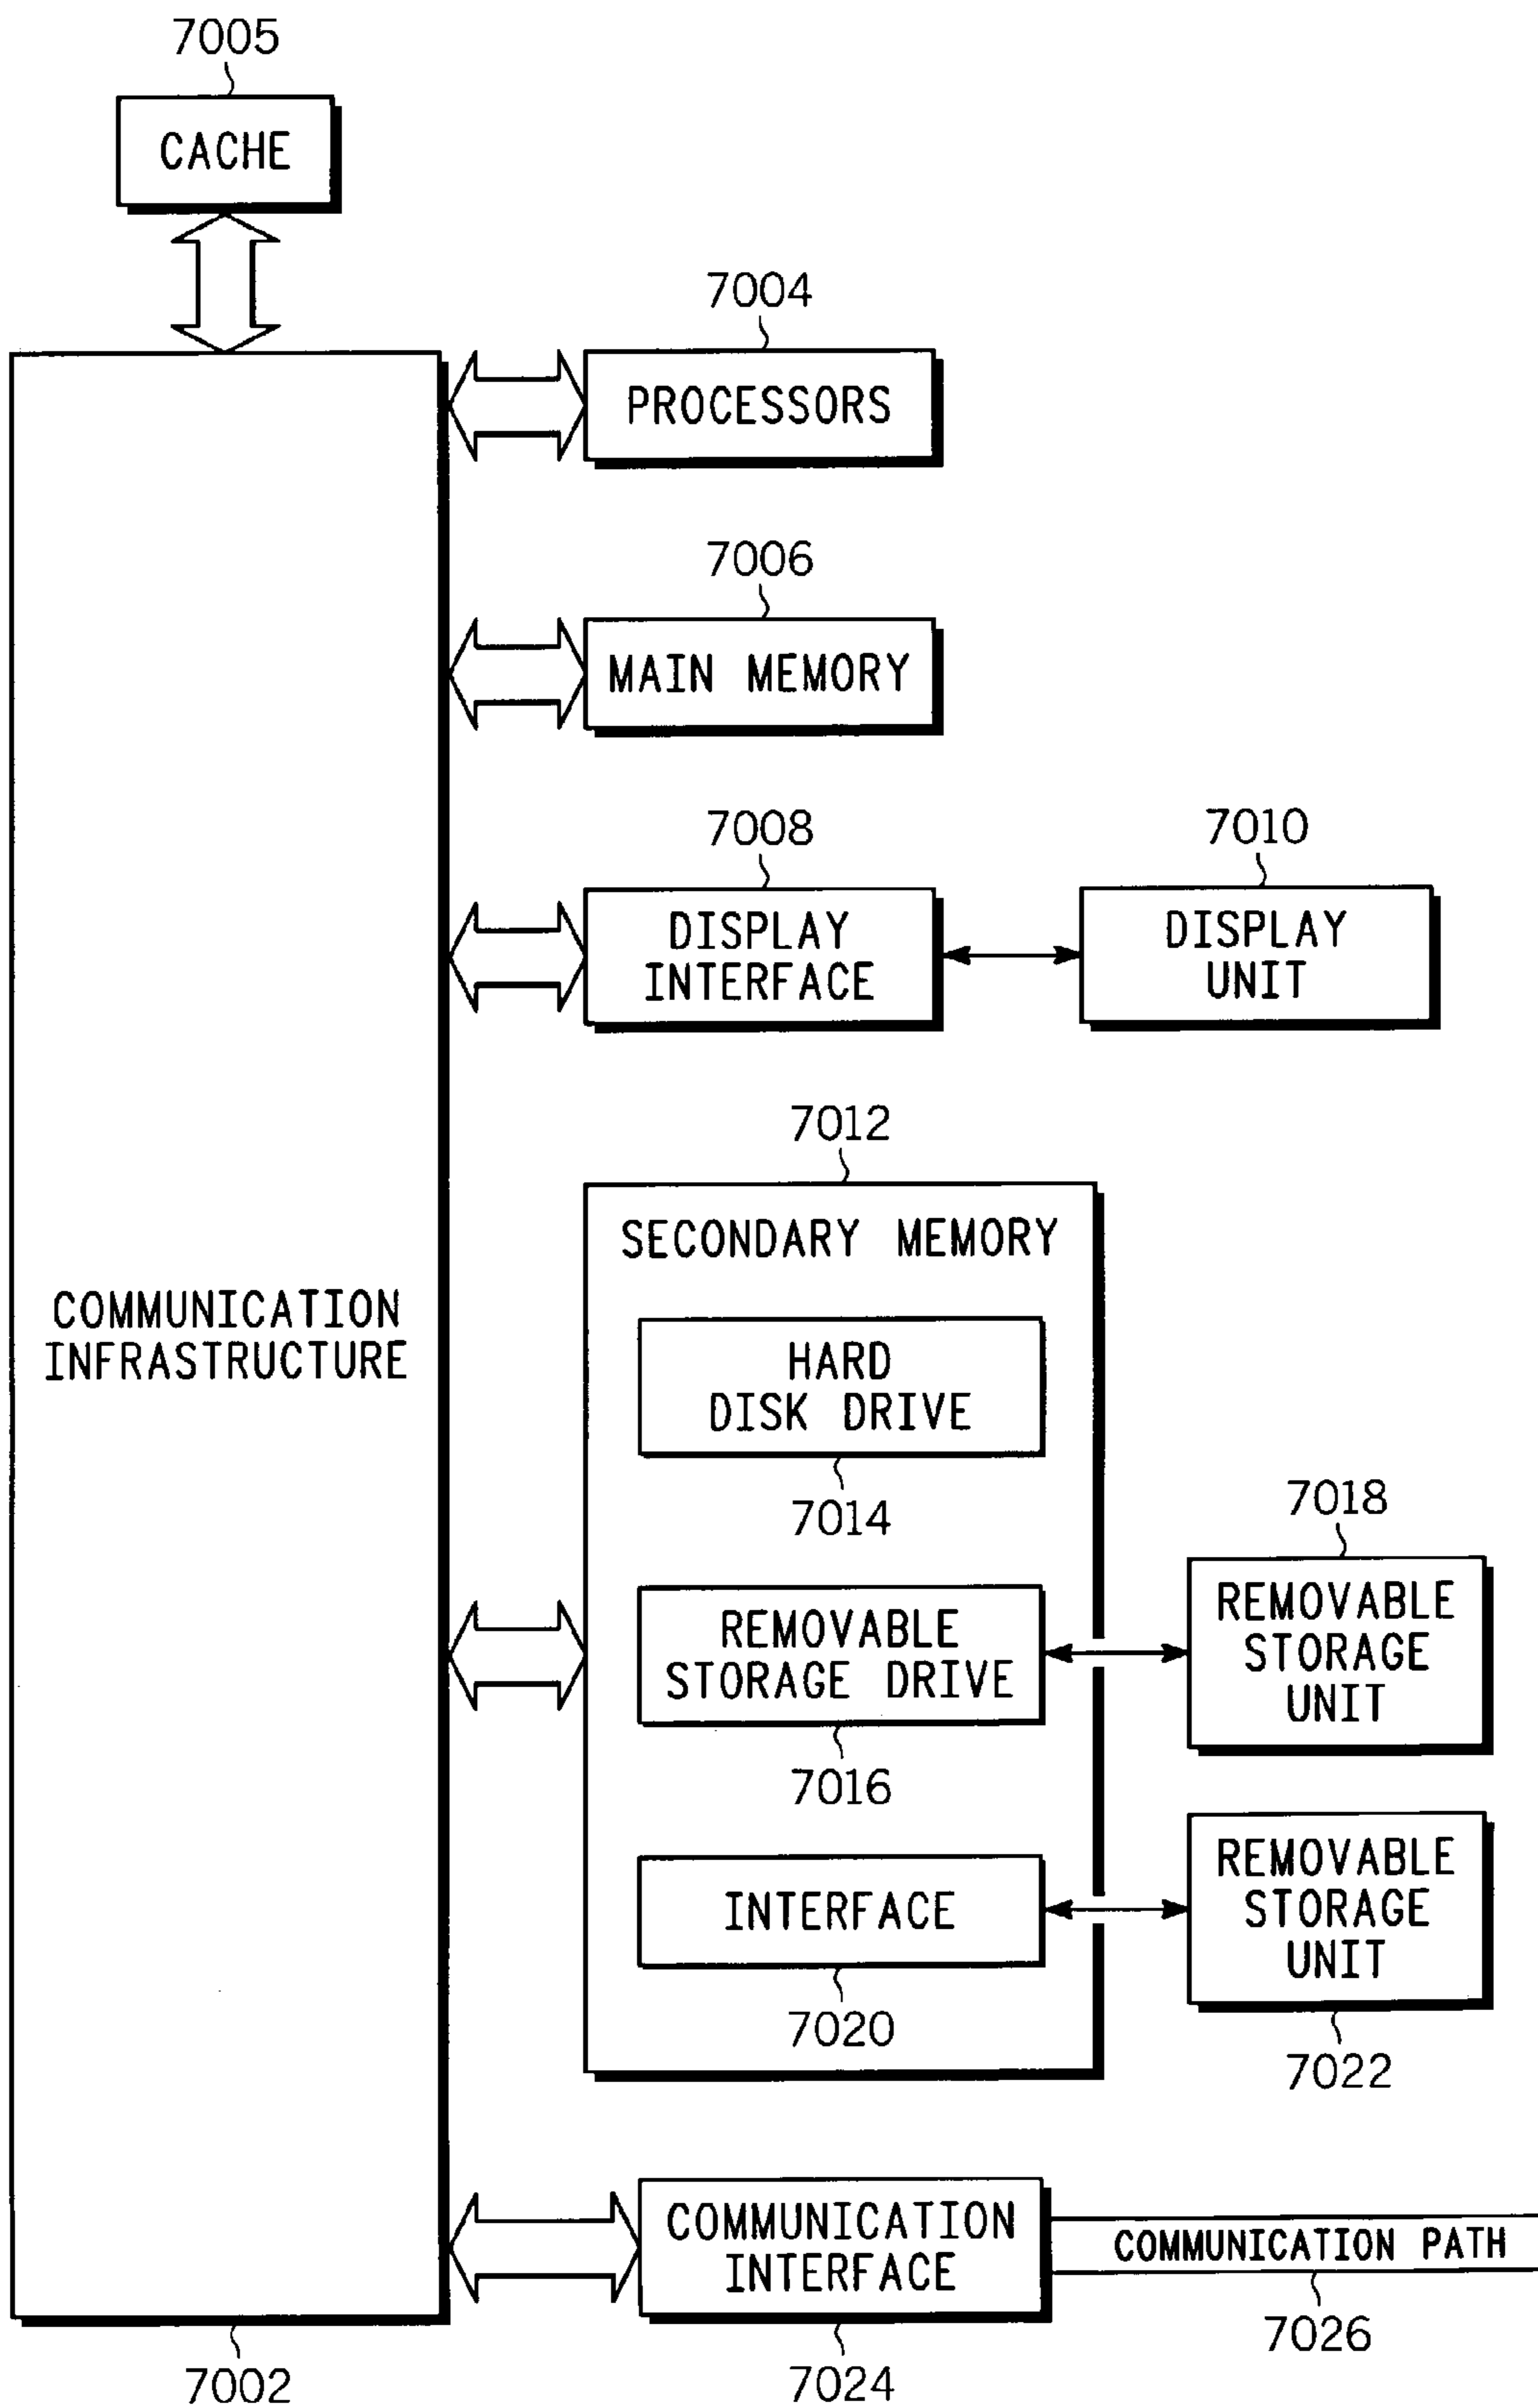 7005
CACHE
7004
PROCESSORS
7006
MAIN MEMORY
7008
DISPLAY
INTERFACE
7010
DISPLAY
UNIT
7012
SECONDARY MEMORY
COMMUNICATION
INFRASTRUCTURE
HARD
DISK DRIVE
7014
7018
REMOVABLE
STORAGE DRIVE
7016
REMOVABLE
STORAGE
UNIT
INTERFACE
7020
REMOVABLE
STORAGE
UNIT
7022
COMMUNICATION
INTERFACE
COMMUNICATION PATH
7026
7002
7024